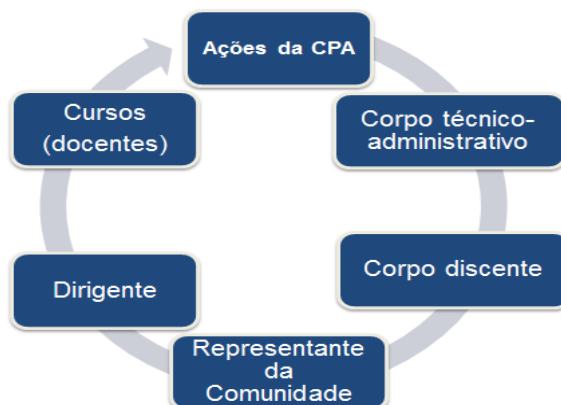 Ações da CPA
Corpo técnico-
administrativo
Corpo discente
Representante
da
Comunidade
Dirigente
Cursos
(docentes)